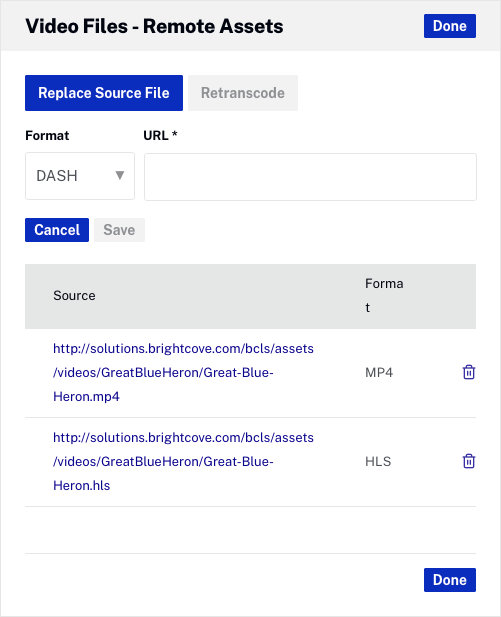 Video Files - Remote Assets
Done
Replace Source File
Retranscode
Format
URL *
DASH
Cancel
Save
Source
Forma
t
http://solutions.brightcove.com/bcls/assets
/videos/GreatBlueHeron/Great-Blue-
Heron.mp4
MP4
http://solutions.brightcove.com/bcls/assets
/videos/GreatBlueHeron/Great-Blue-
Heron.hls
HLS
Done